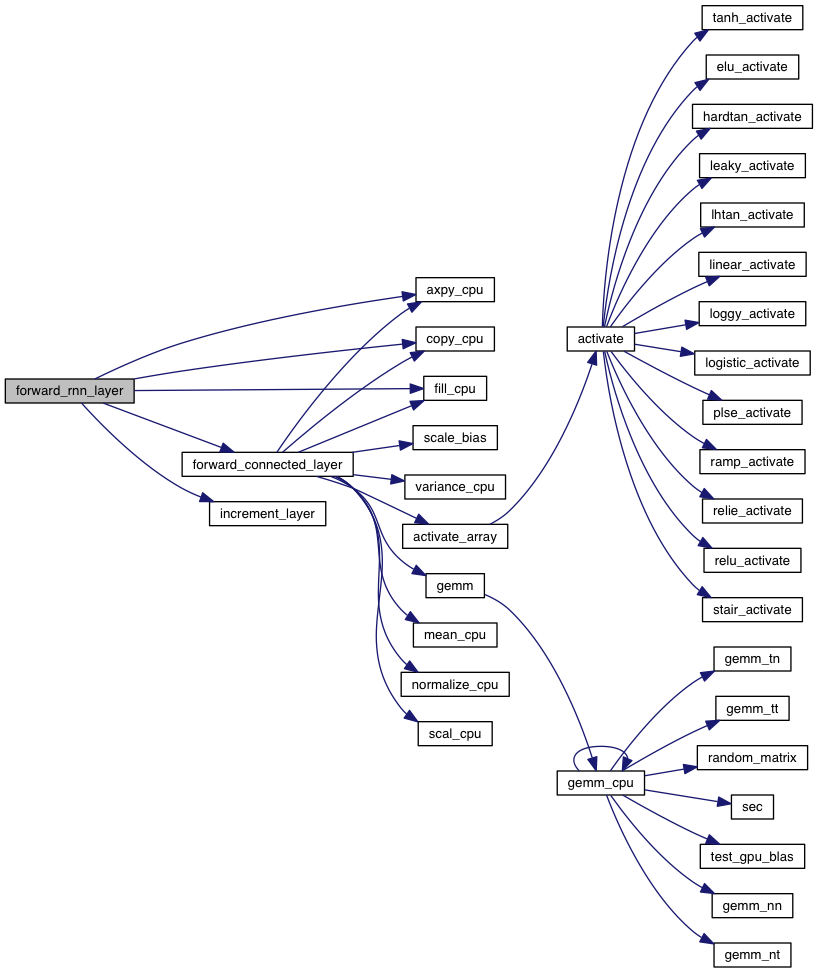 forward_rnn_layer
forward_connected_layer
increment_layer
axpy_cpu
copy_cpu
fill_cpu
scale_bias
variance_cpu
activate_array
gemm
mean_cpu
normalize_cpu
scal_cpu
activate
gemm_cpu
tanh_activate
elu_activate
hardtan_activate
leaky_activate
lhtan_activate
linear_activate
loggy_activate
logistic_activate
plse_activate
ramp_activate
relie_activate
relu_activate
stair_activate
gemm_tn
gemm_tt
random_matrix
sec
test_gpu_blas
gemm_nn
gemm_nt